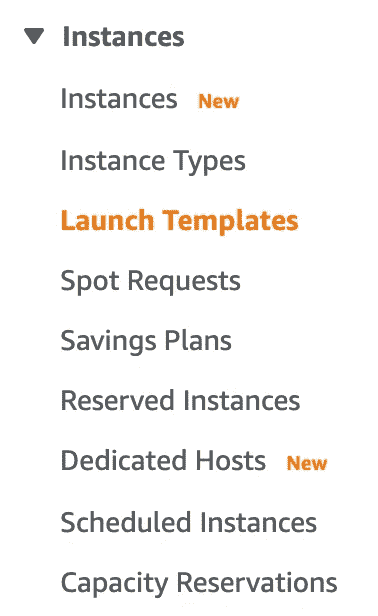 Instances
Instances New
Instance Types
Launch Templates
Spot Requests
Savings Plans
Reserved Instances
Dedicated Hosts New
Scheduled Instances
Capacity Reservations